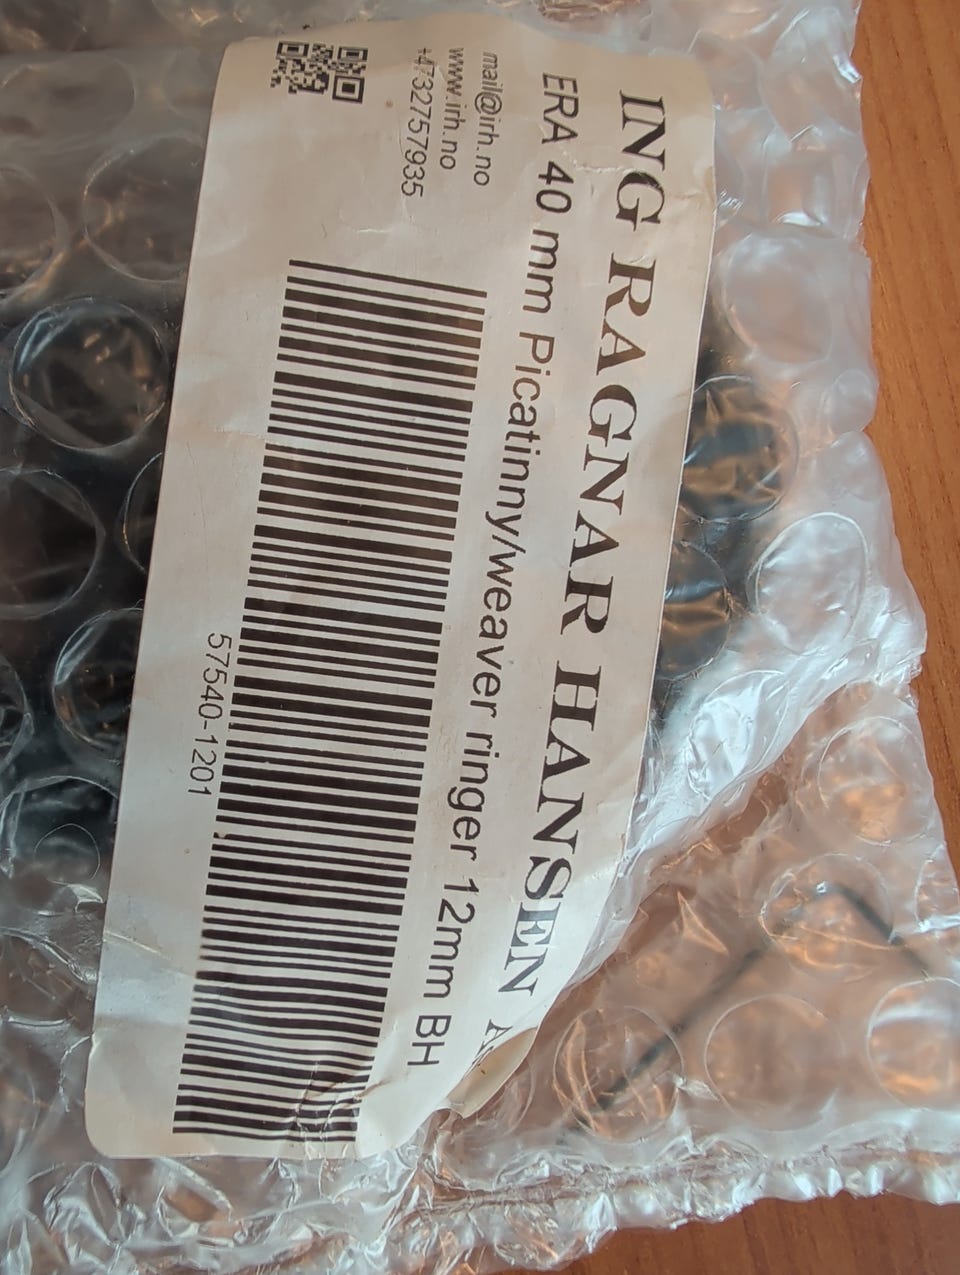 ING RAGNAR HANSEN AS
ERA 40 mm Picatinny/weaver ringer 12mm BH
mail@irh.no
www.irh.no
+4732757935
57540-1201